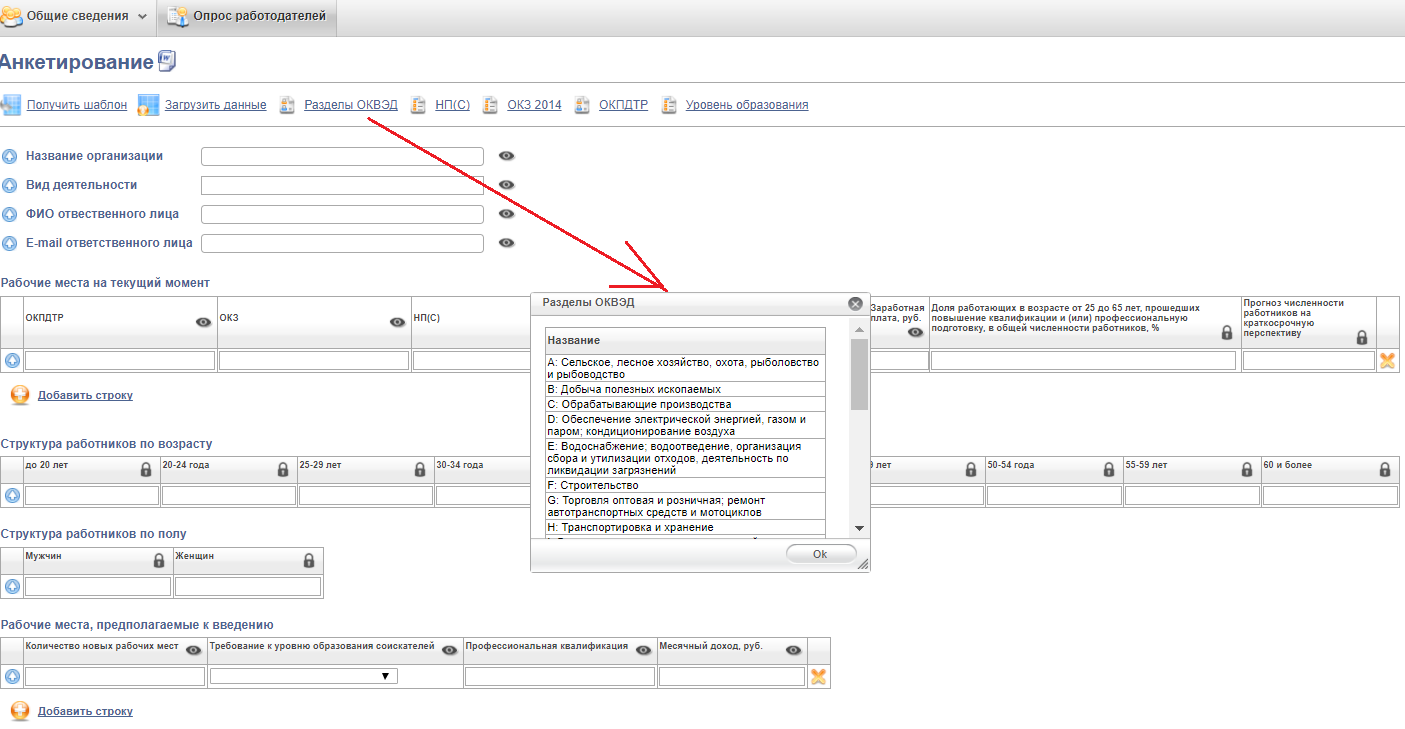 Общие сведения
Опрос работодателей
Анкетирование
Получить шаблон Загрузить данные Разделы ОКВЭД НП(С) ОКЗ 2014 ОКПДТР Уровень образования
Название организации
Вид деятельности
ФИО отвественного лица
E-mail ответственного лица
Рабочие места на текущий момент
ОКПДТР
ОКЗ
НП(С)
Заработная
плата, руб.
Доля работающих в возрасте от 25 до 65 лет, прошедших
повышение квалификации и (или) профессиональную
подготовку, в общей численности работников, %
Прогноз численности
работников на
краткосрочную
перспективу
Добавить строку
Разделы ОКВЭД
Название
A: Сельское, лесное хозяйство, охота, рыболовство
и рыбоводство
B: Добыча полезных ископаемых
C: Обрабатывающие производства
D: Обеспечение электрической энергией, газом и
паром; кондиционирование воздуха
E: Водоснабжение; водоотведение, организация
сбора и утилизации отходов, деятельность по
ликвидации загрязнений
F: Строительство
G: Торговля оптовая и розничная; ремонт
автотранспортных средств и мотоциклов
H: Транспортировка и хранение
Ok
Структура работников по возрасту
до 20 лет
20-24 года
25-29 лет
30-34 года
9 лет
50-54 года
55-59 лет
60 и более
Структура работников по полу
Мужчин
Женщин
Рабочие места, предполагаемые к введению
Количество новых рабочих мест
Требование к уровню образования соискателей
Профессиональная квалификация
Месячный доход, руб.
Добавить строку